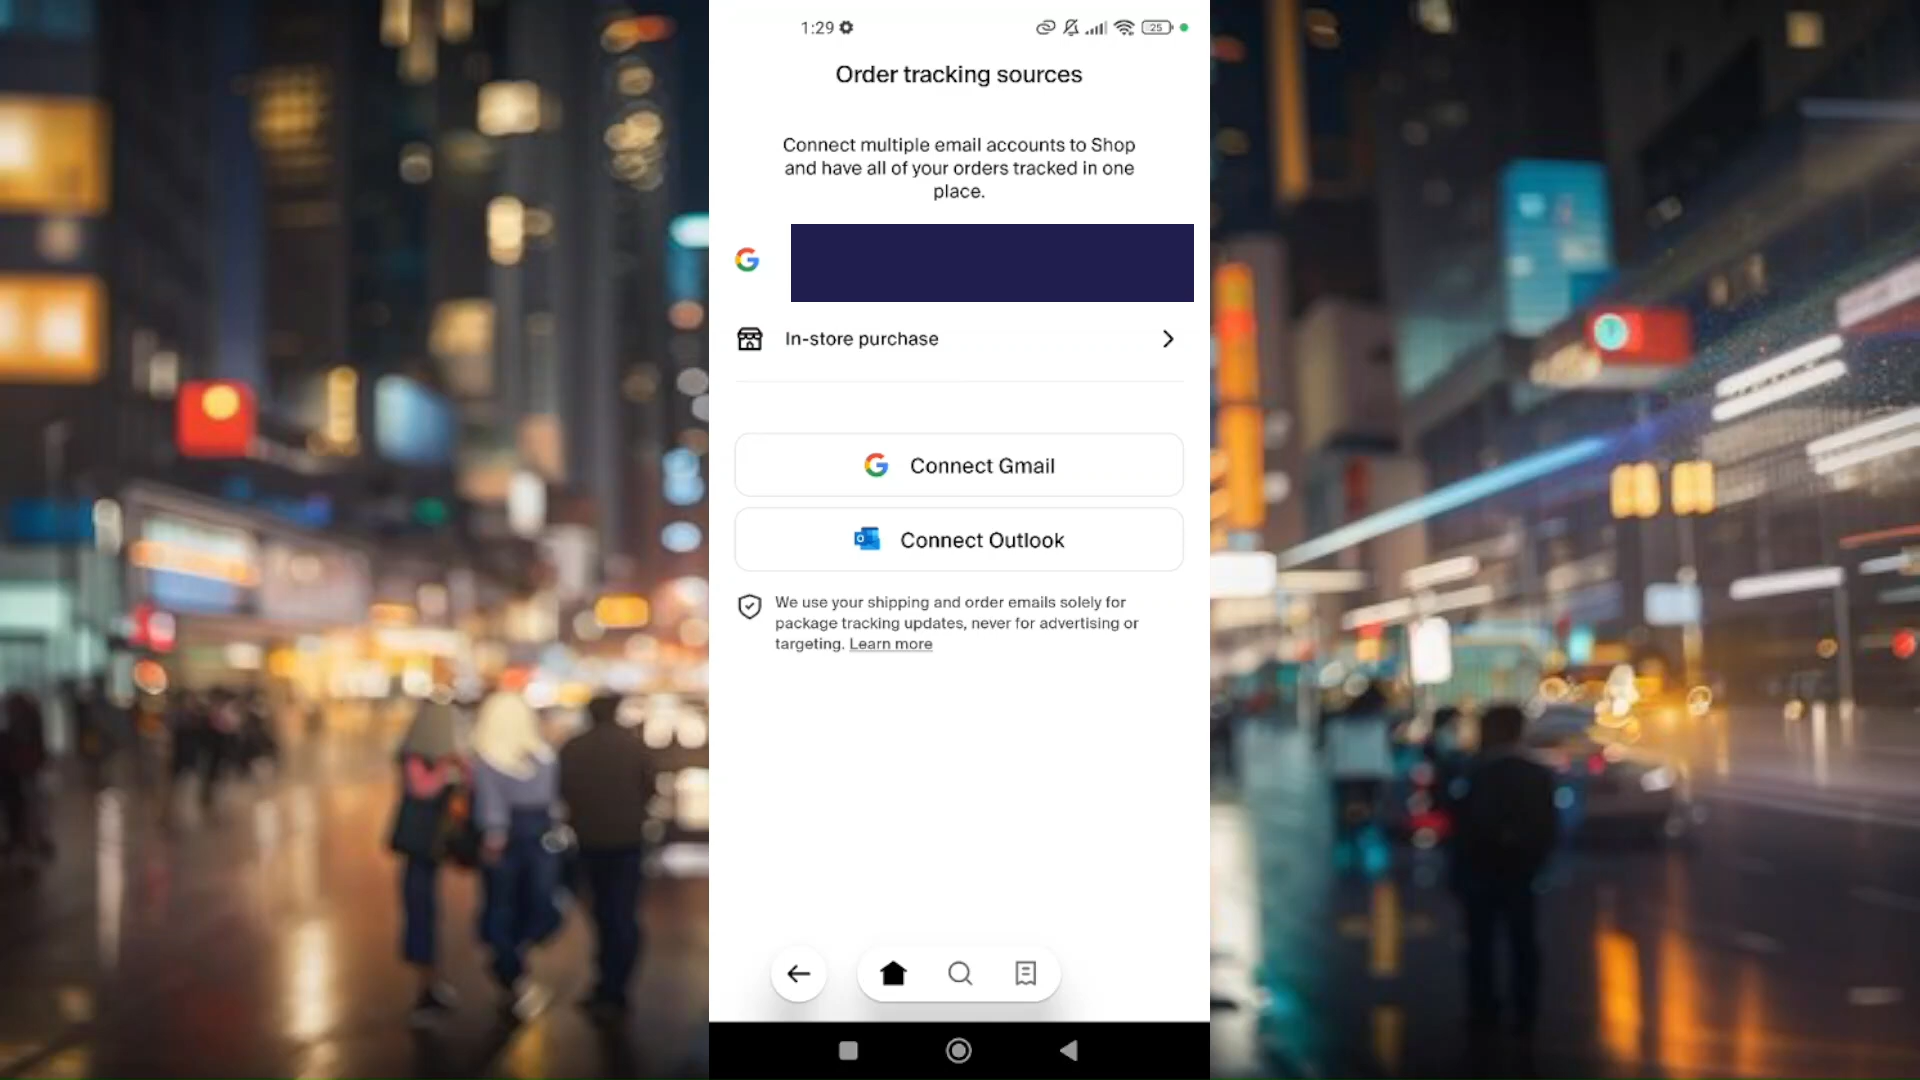 1:29
25
Order tracking sources
Connect multiple email accounts to Shop
and have all of your orders tracked in one
place.
In-store purchase
Connect Gmail
Connect Outlook
We use your shipping and order emails solely for
package tracking updates, never for advertising or
targeting. Learn more